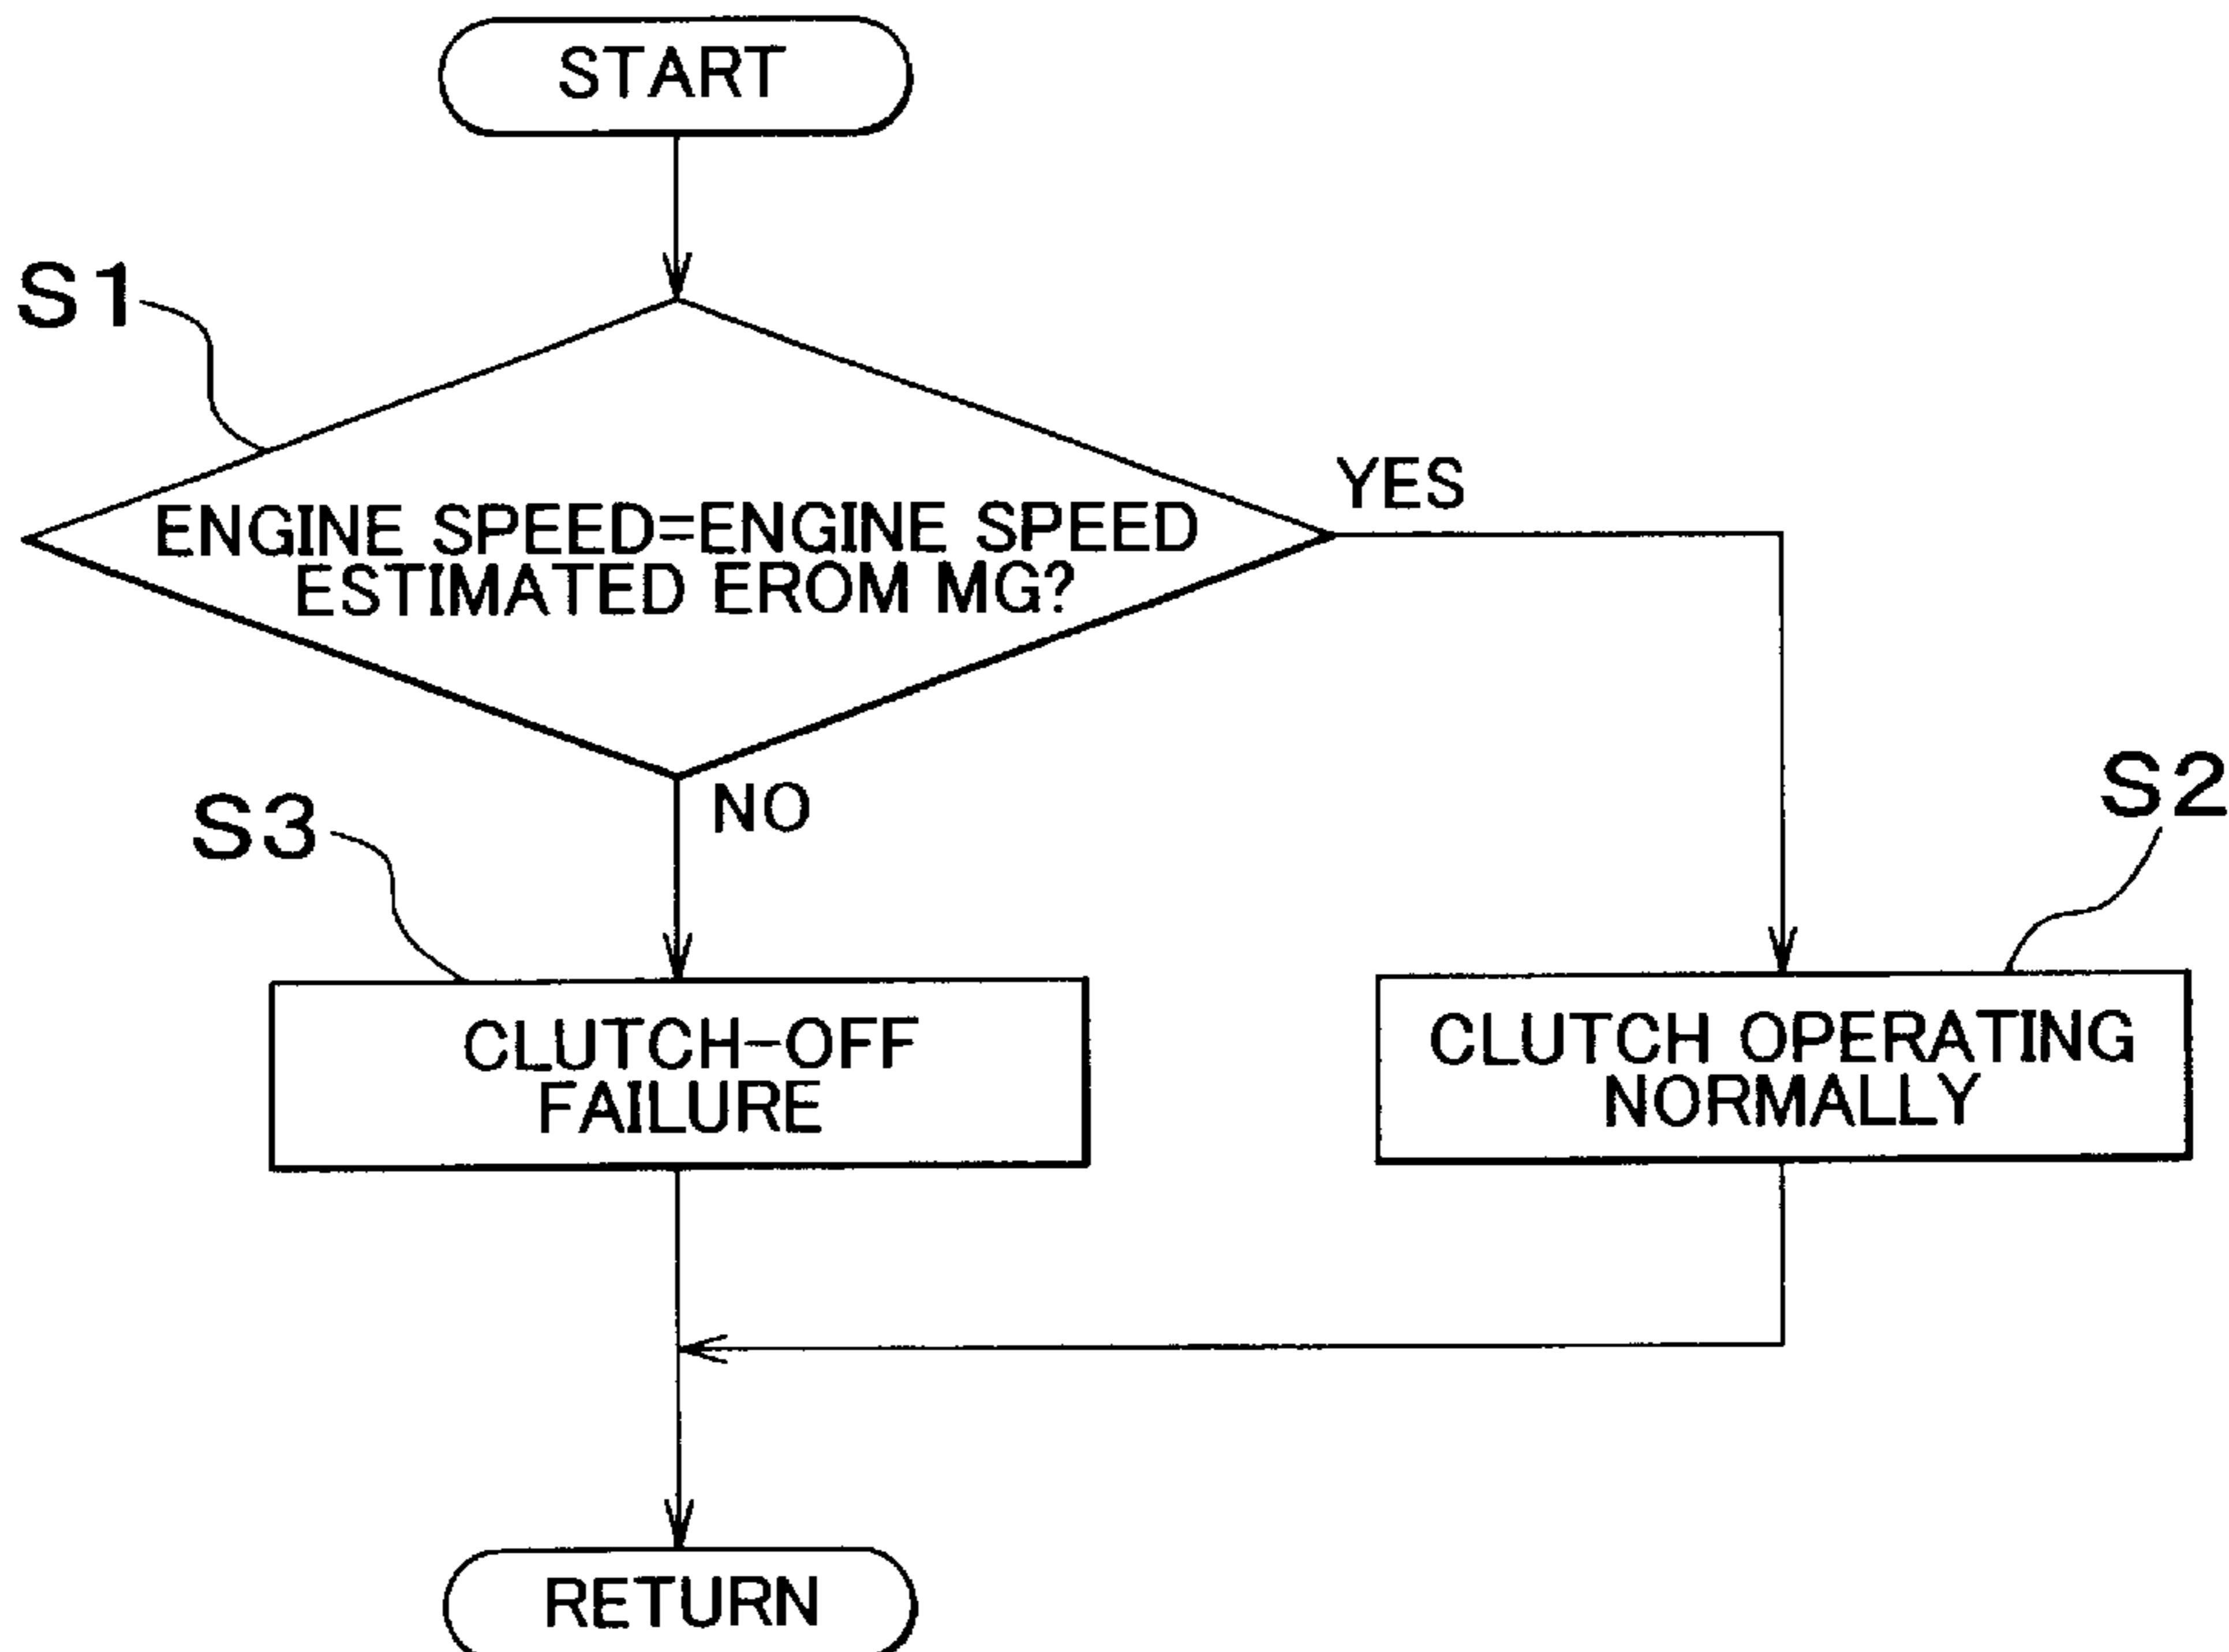 START
S1
YES
ENGINE SPEED=ENGINE SPEED
ESTIMATED EROM MG?
NO
S3
S2
CLUTCH-OFF
FAILURE
CLUTCH OPERATING
NORMALLY
RETURN